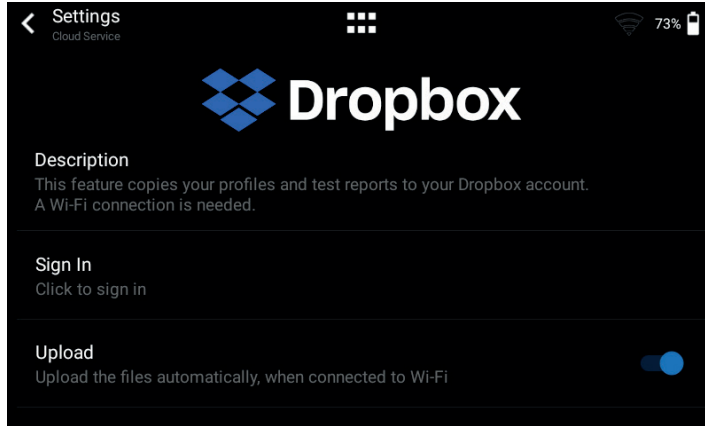 Settings
Cloud Service
73%
Dropbox
Description
This feature copies your profiles and test reports to your Dropbox account.
A Wi-Fi connection is needed.
Sign In
Click to sign in
Upload
Upload the files automatically, when connected to Wi-Fi